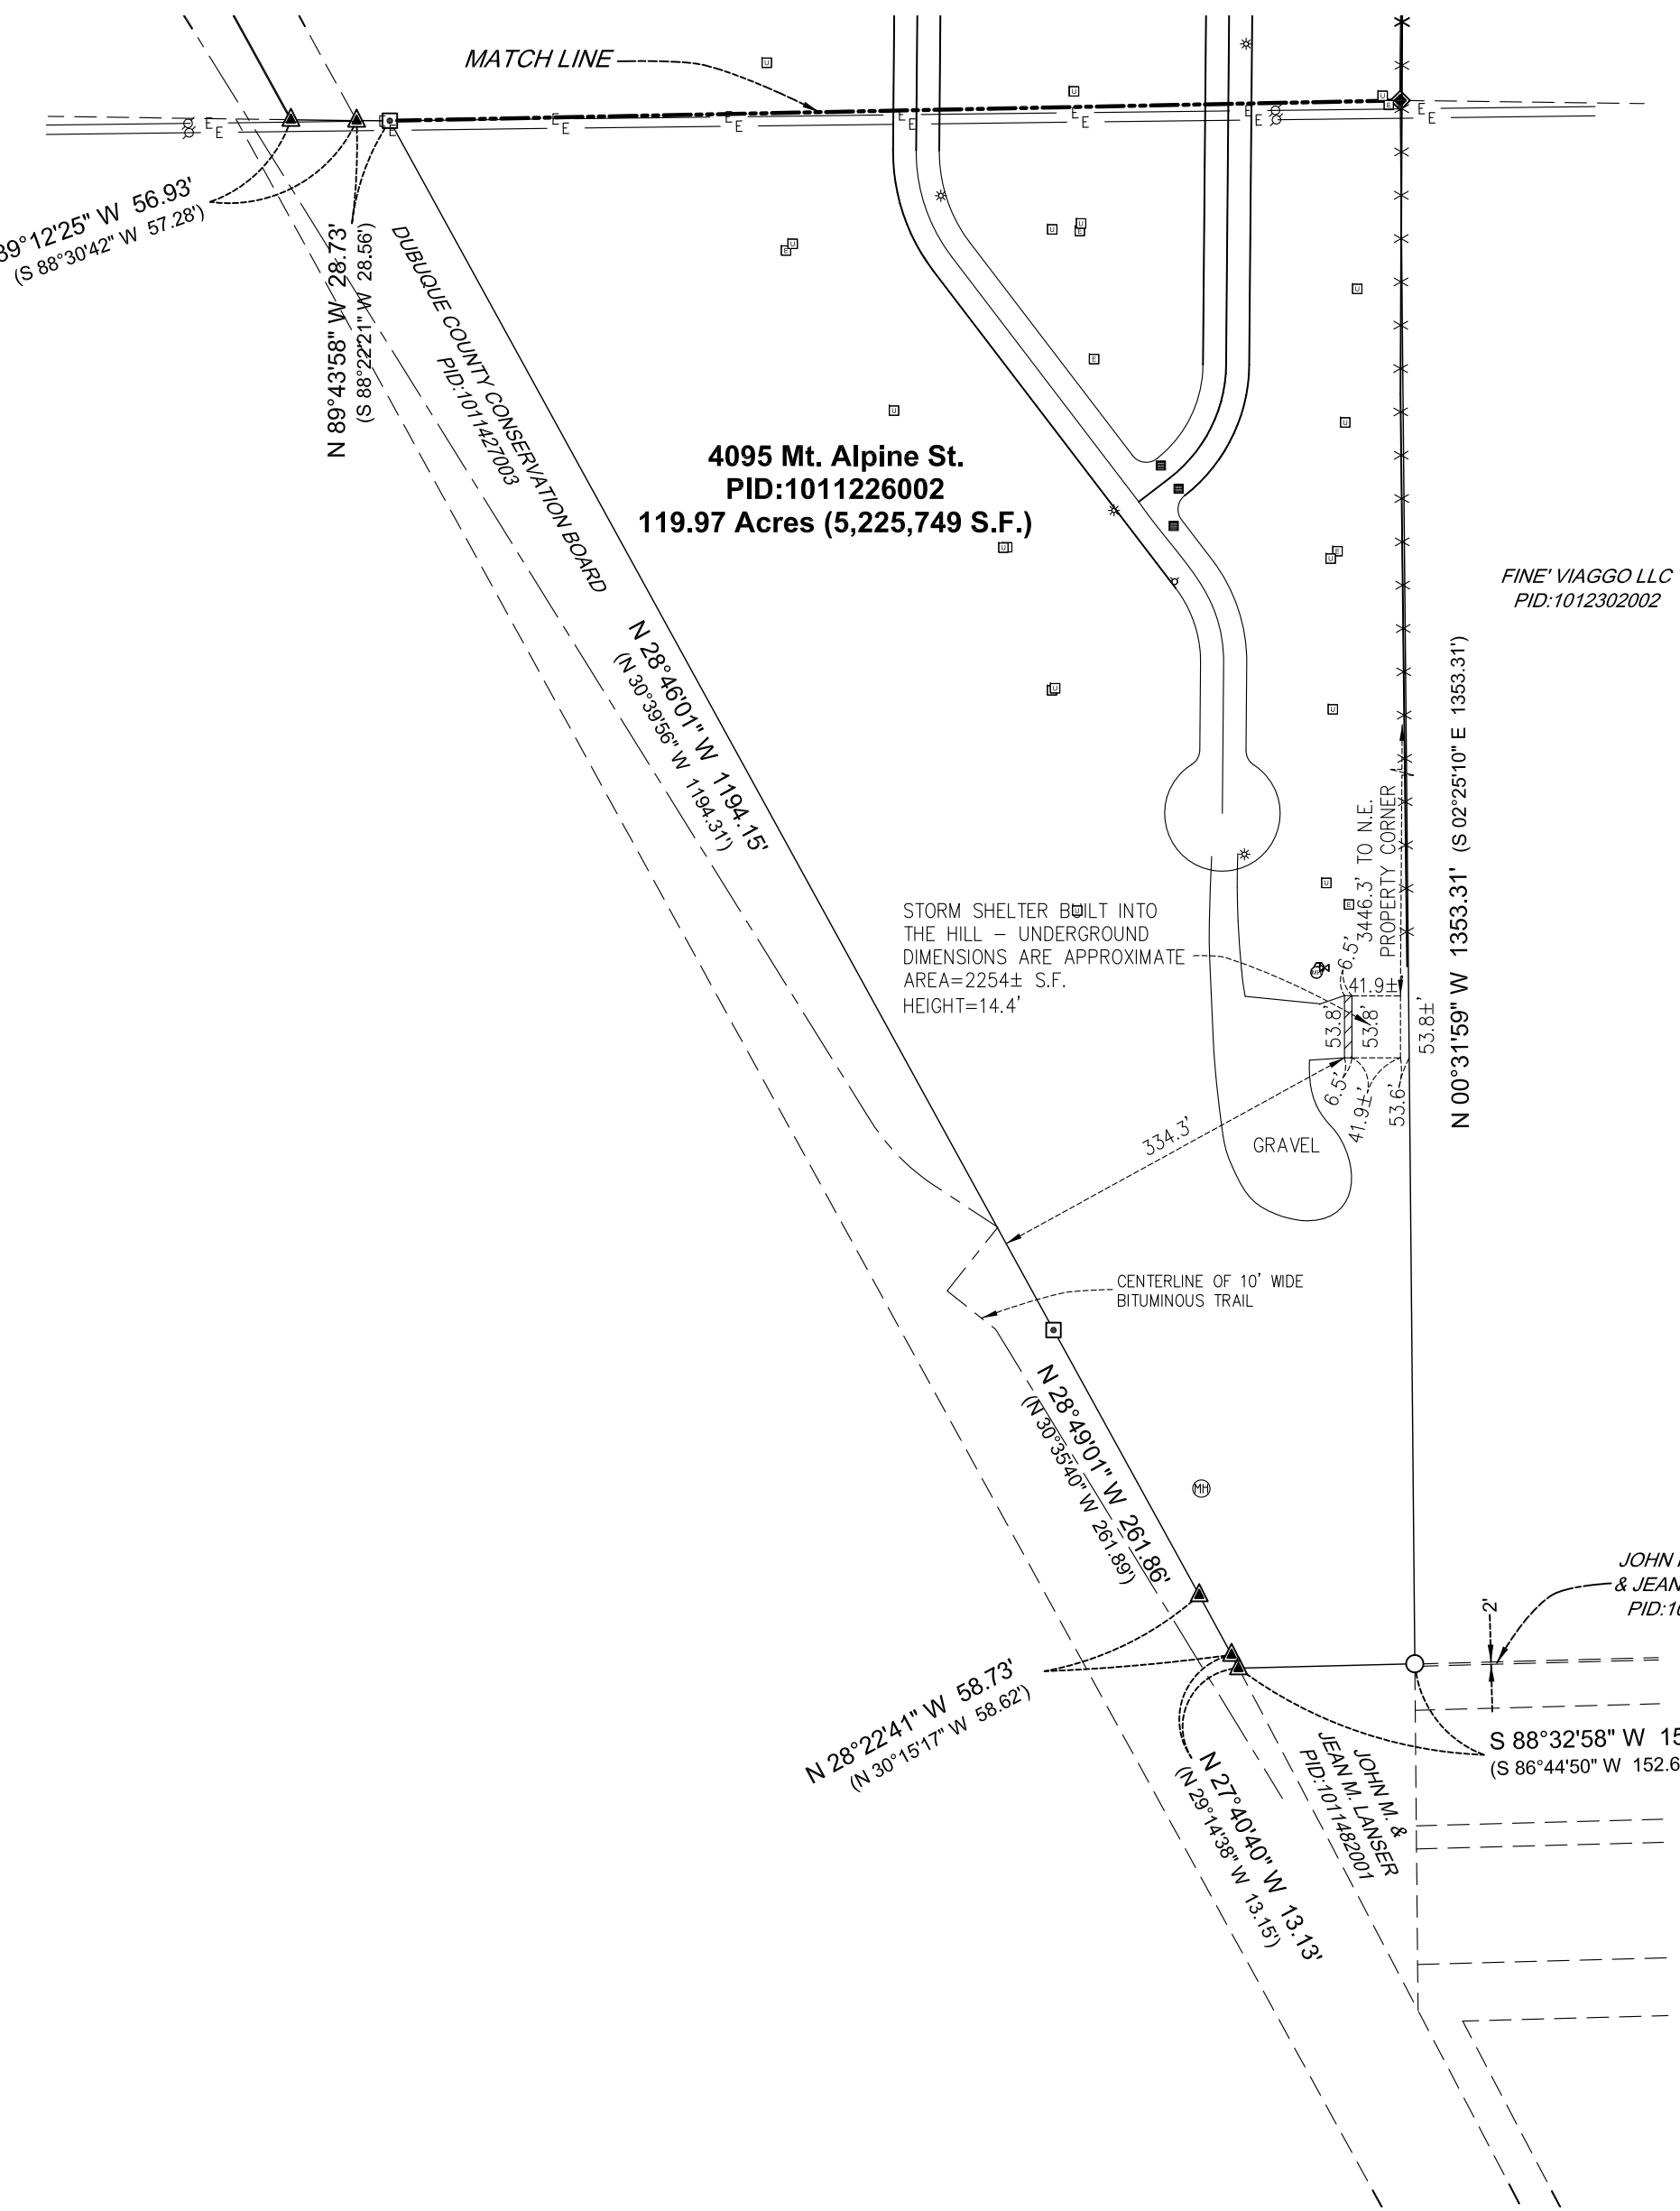 MATCH LINE
39°12'25" W 56.93'
(S 88°30'42" W 57.28')
N 89°43'58" W 28.73'
(S 88°22'21" W 28.56')
DUBUQUE COUNTY CONSERVATION BOARD
PID:1011427003
4095 Mt. Alpine St.
PID:1011226002
119.97 Acres (5,225,749 S.F.)
FINE' VIAGGO LLC
PID:1012302002
N 28°46'01" W 1194.15'
(N 30°39'56" W 1194.31')
N 00°31'59" W 1353.31' (S 02°25'10" E 1353.31')
3446.3' TO N.E.
PROPERTY CORNER
STORM SHELTER BUILT INTO
THE HILL – UNDERGROUND
DIMENSIONS ARE APPROXIMATE
AREA=2254± S.F.
HEIGHT=14.4'
6.5'
41.9±'
53.8'
53.8'
53.8±'
6.5'
41.9±'
53.6'
334.3'
GRAVEL
CENTERLINE OF 10' WIDE
BITUMINOUS TRAIL
N 28°49'01" W 261.86'
(N 30°35'40" W 261.89')
MH
JOHN
& JEAN
PID:10
2'
N 28°22'41" W 58.73'
(N 30°15'17" W 58.62')
S 88°32'58" W 15
(S 86°44'50" W 152.6
N 27°40'40" W 13.13'
(N 29°14'38" W 13.15')
JOHN M. &
JEAN M. LANSER
PID:1011482001